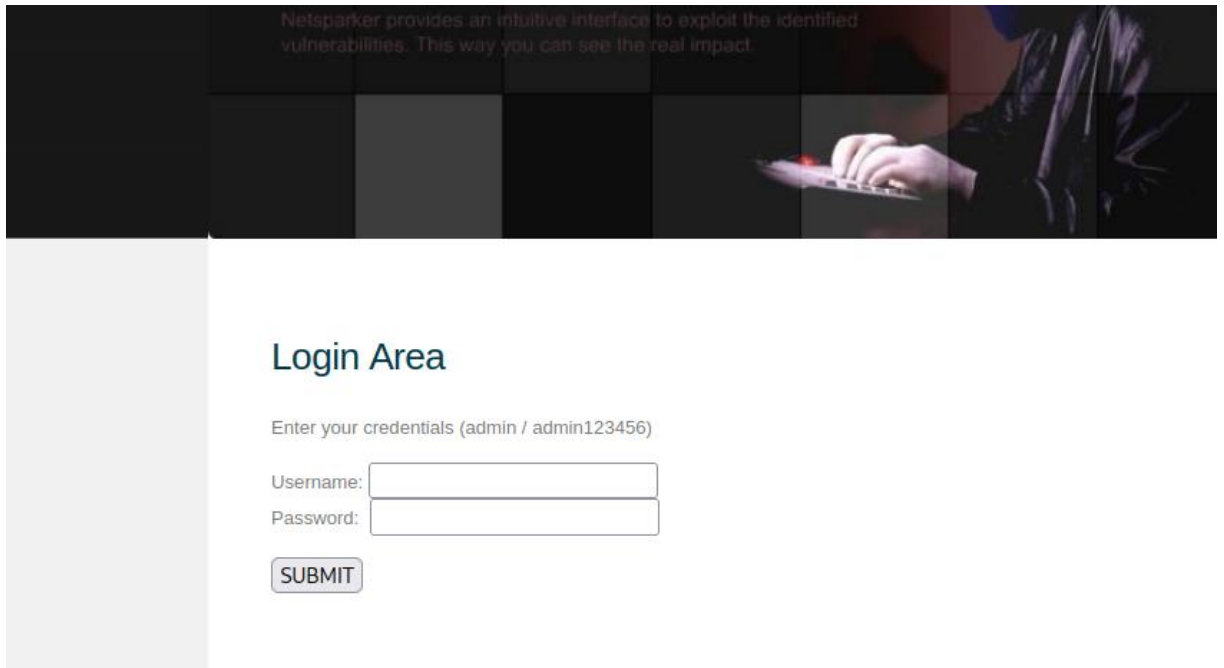 Netsparker provides an intuitive interface to exploit the identified
vulnerabilities. This way you can see the real impact.
Login Area
Enter your credentials (admin / admin123456)
Username:
Password:
SUBMIT